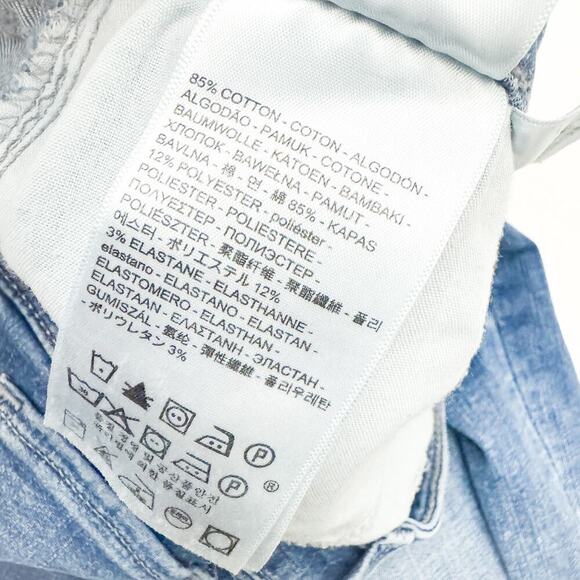 85% COTTON - COTON - ALGODÓN -
ALGODÃO - PAMUK - COTONE -
BAUMWOLLE - KATOEN - BAMBAKI -
ХЛОПОК - BAWEŁNA - PAMUT -
BAVLNA - 棉 - 면 - 綿 85% - KAPAS
12% POLYESTER - poliéster -
POLIESTER - POLIESTERE -
ПОЛУЕСТЕР - ПОЛИЭСТЕР -
POLIÉSZTER - 聚酯纤维 - 聚酯纖維 - 폴리
에스터 - ポリエステル 12%
3% ELASTANE - ELASTHANNE -
elastano - ELASTANO - ELASTAN -
ELASTOMERO - ELASTHAN -
ELASTAAN - ΕΛΑΣΤΑΝΗ - ЭЛАСТАН -
GUMISZÁL - 氨纶 - 彈性纖維 - 폴리우레탄
- ポリウレタン 3%
P
P ®